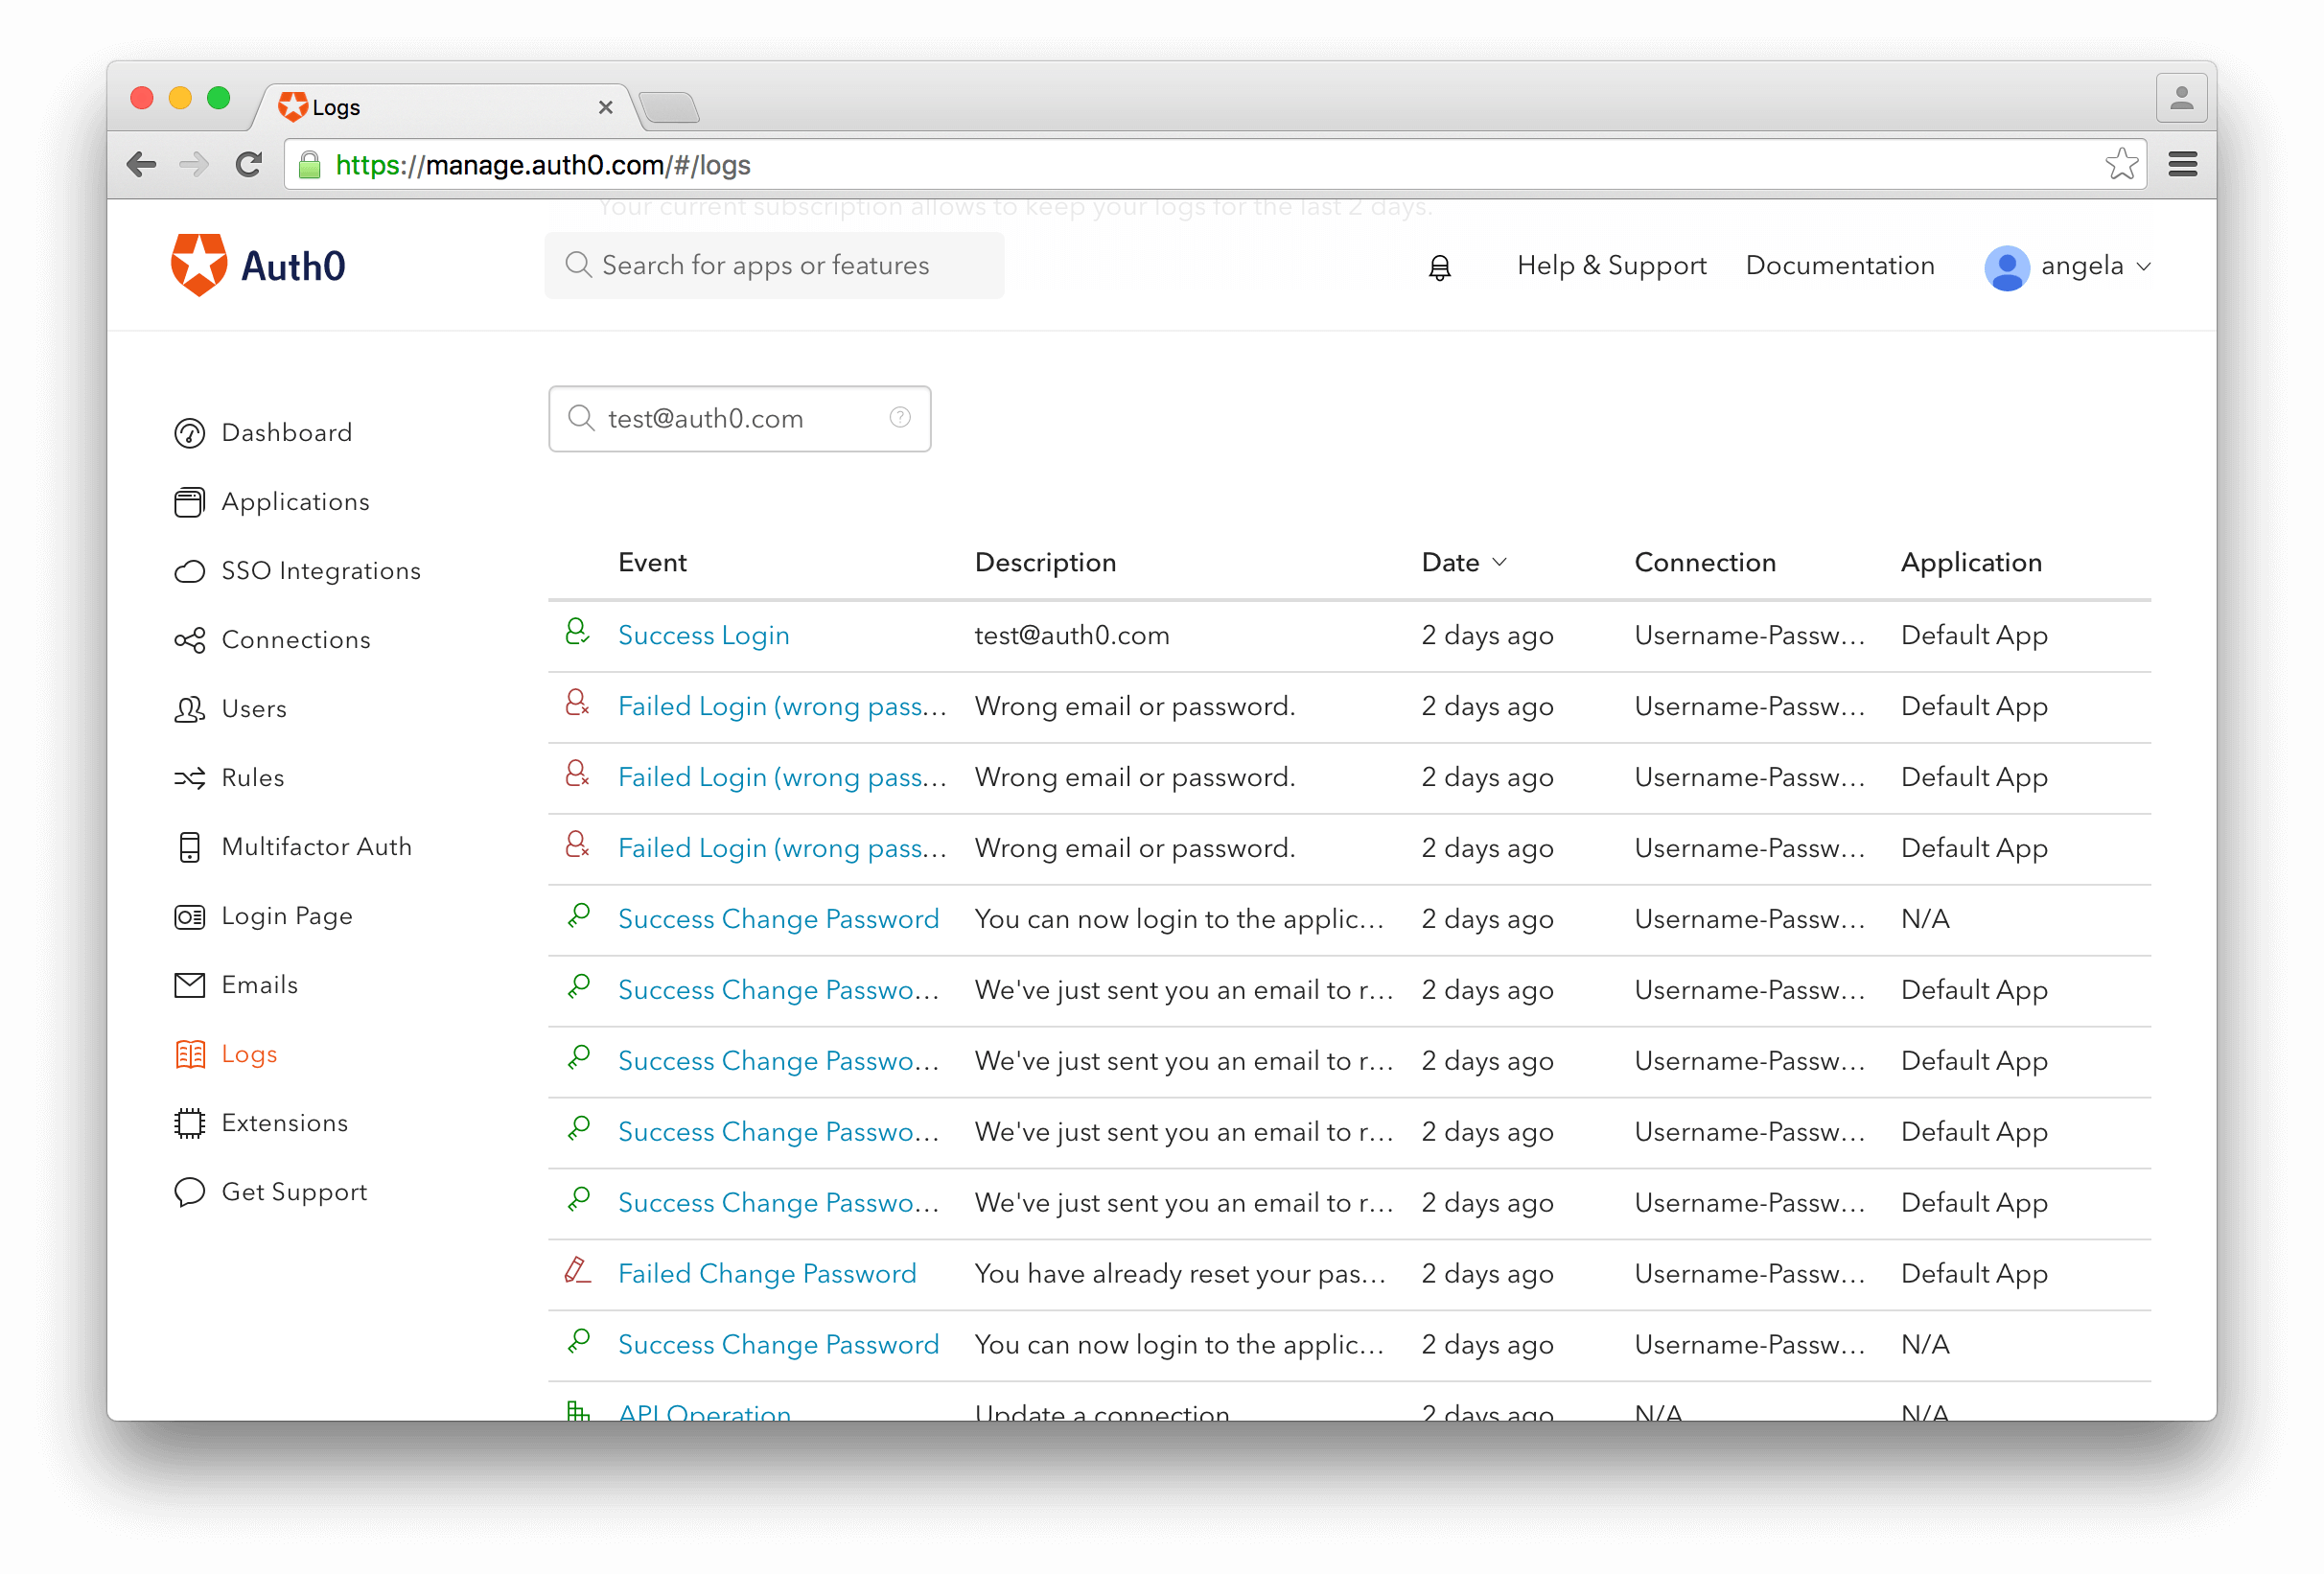 Logs
https://manage.auth0.com/#/logs
Your current subscription allows to keep your logs for the last 2 days.
Auth0
Search for apps or features
Help & Support
Documentation
angela
Dashboard
Applications
SSO Integrations
Connections
Users
Rules
Multifactor Auth
Login Page
Emails
Logs
Extensions
Get Support
test@auth0.com ?
Event Description Date Connection Application
Success Login test@auth0.com 2 days ago Username-Passw... Default App
Failed Login (wrong pass... Wrong email or password. 2 days ago Username-Passw... Default App
Failed Login (wrong pass... Wrong email or password. 2 days ago Username-Passw... Default App
Failed Login (wrong pass... Wrong email or password. 2 days ago Username-Passw... Default App
Success Change Password You can now login to the applic... 2 days ago Username-Passw... N/A
Success Change Passwo... We've just sent you an email to r... 2 days ago Username-Passw... Default App
Success Change Passwo... We've just sent you an email to r... 2 days ago Username-Passw... Default App
Success Change Passwo... We've just sent you an email to r... 2 days ago Username-Passw... Default App
Success Change Passwo... We've just sent you an email to r... 2 days ago Username-Passw... Default App
Failed Change Password You have already reset your pas... 2 days ago Username-Passw... Default App
Success Change Password You can now login to the applic... 2 days ago Username-Passw... N/A
API Operation Update a connection 2 days ago N/A N/A